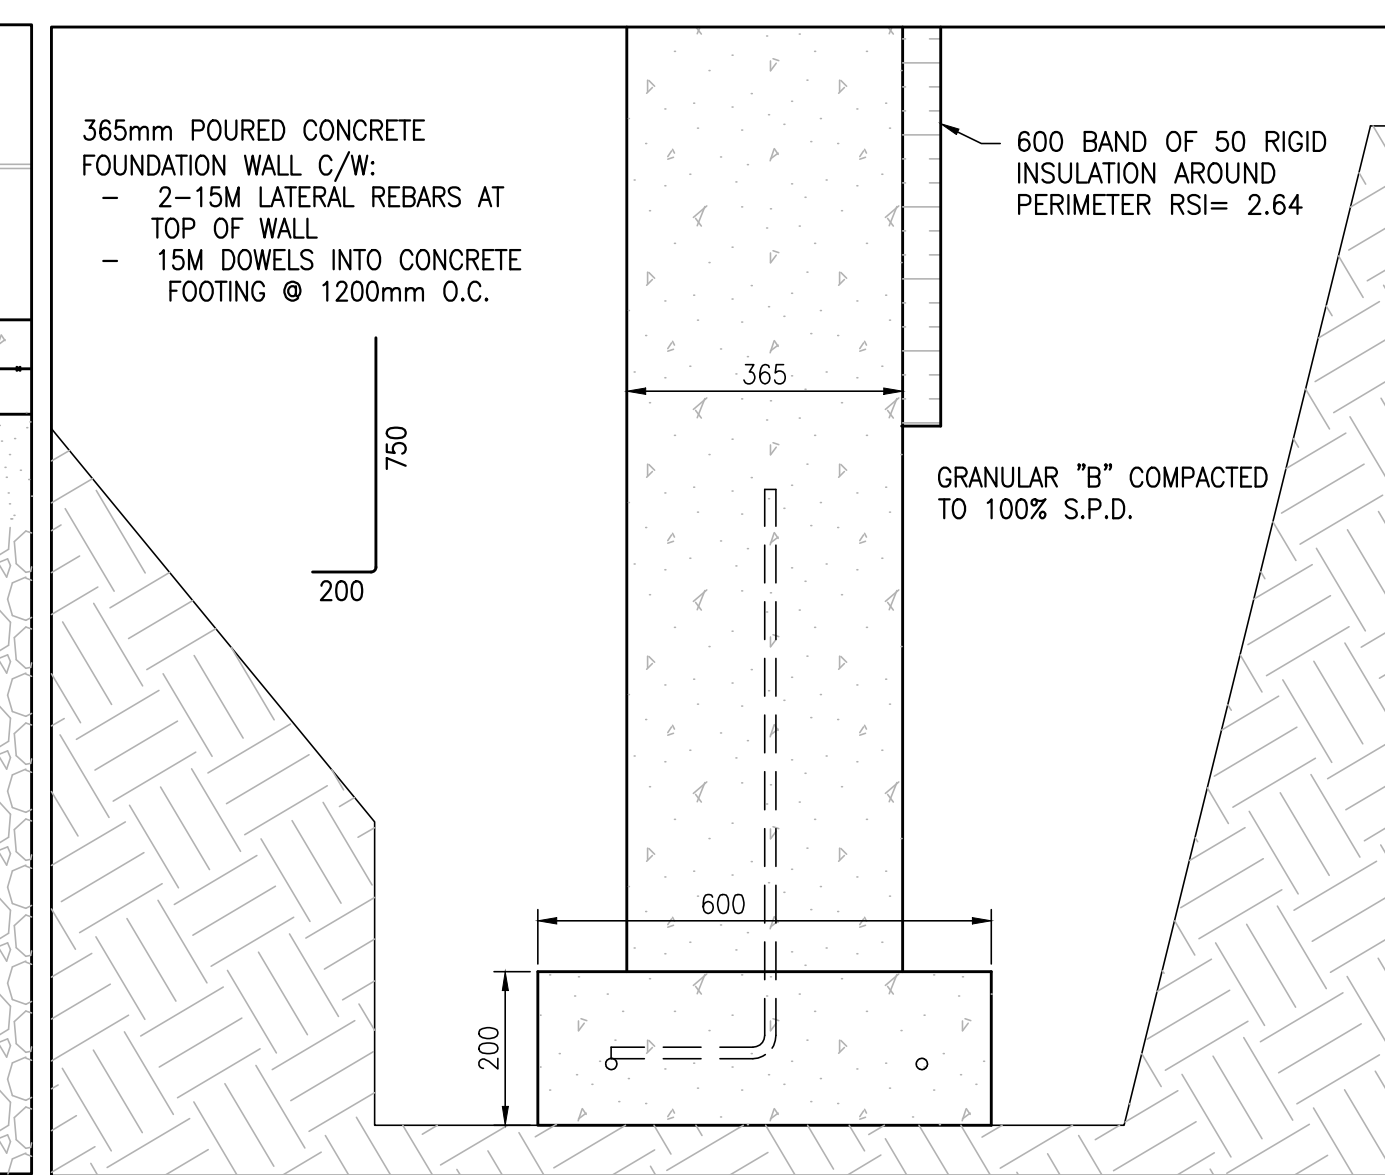 365mm POURED CONCRETE
FOUNDATION WALL C/W:
- 2-15M LATERAL REBARS AT
TOP OF WALL
- 15M DOWELS INTO CONCRETE
FOOTING @ 1200mm O.C.
600 BAND OF 50 RIGID
INSULATION AROUND
PERIMETER RSI= 2.64
365
750
200
GRANULAR "B" COMPACTED
TO 100% S.P.D.
600
200